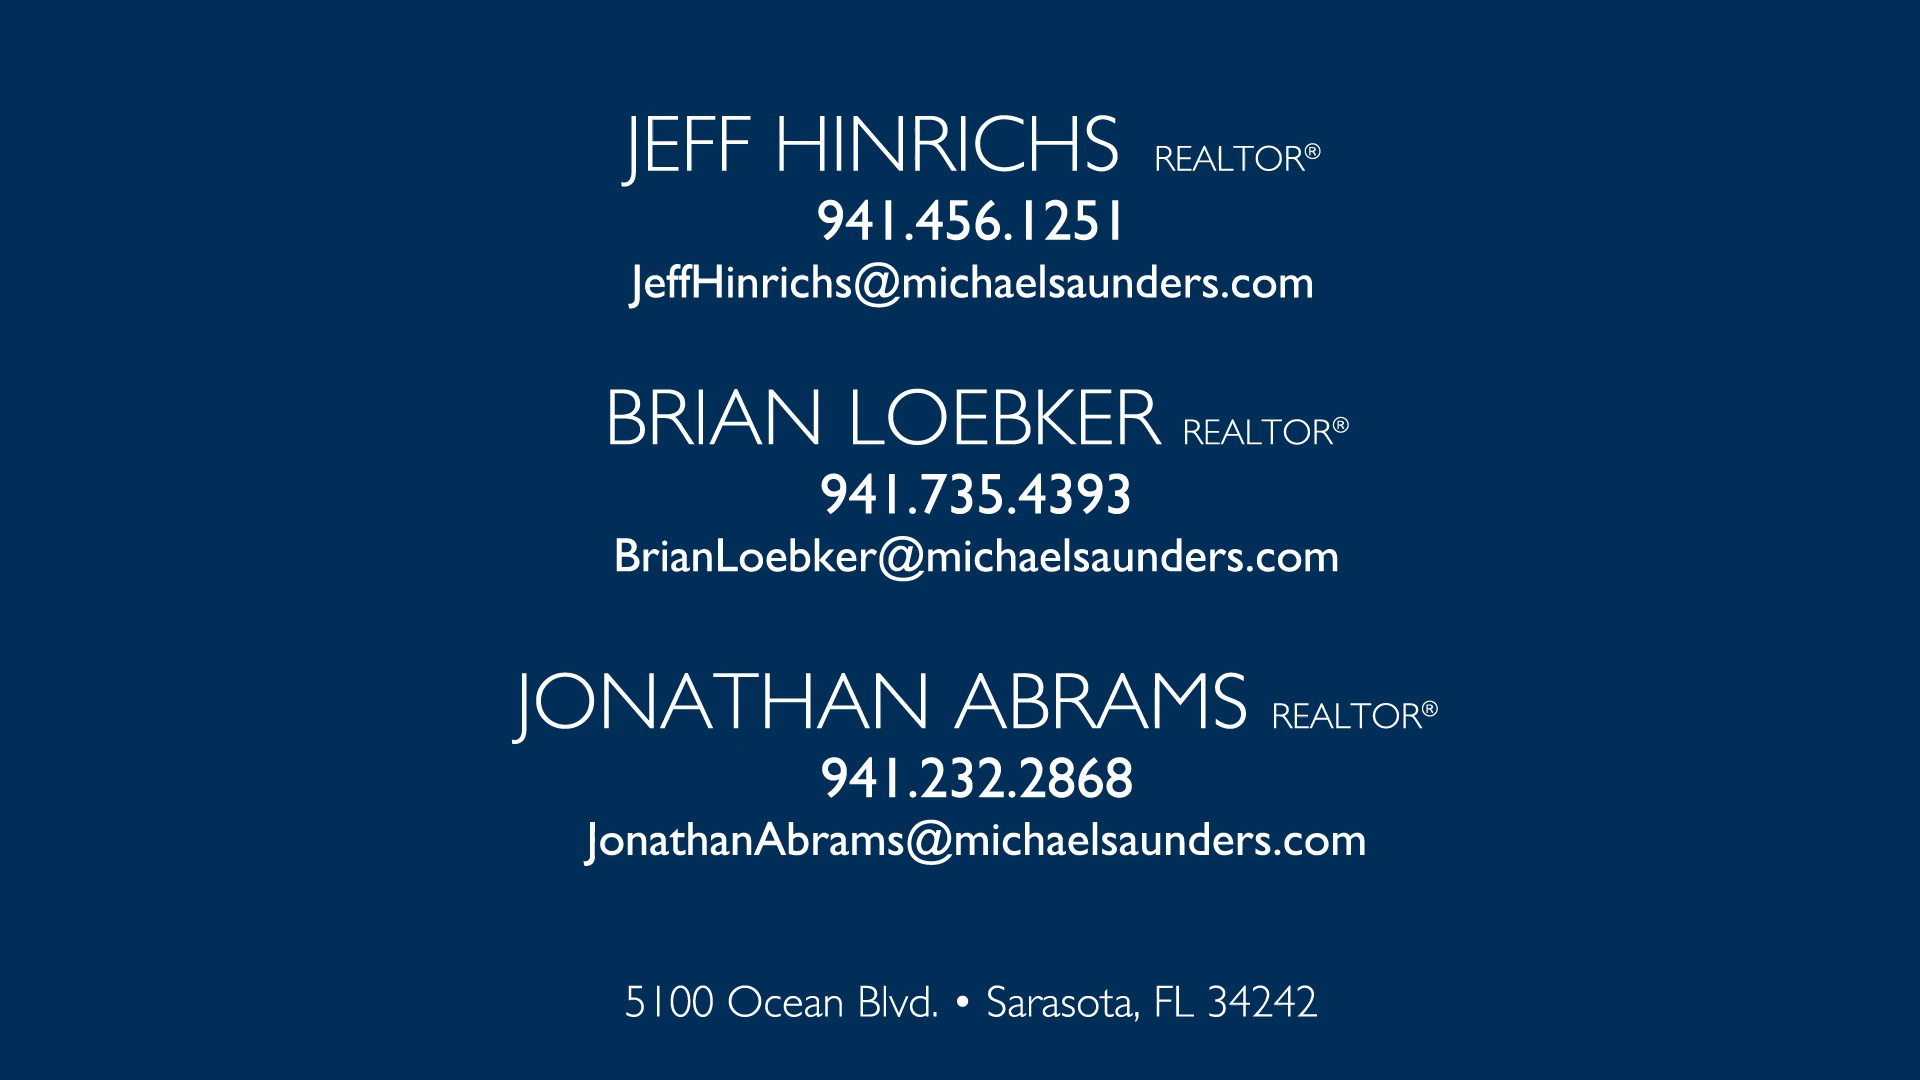 JEFF HINRICHS REALTOR®
941.456.1251
JeffHinrichs@michaelsaunders.com
BRIAN LOEBKER REALTOR®
941.735.4393
BrianLoebker@michaelsaunders.com
JONATHAN ABRAMS REALTOR®
941.232.2868
JonathanAbrams@michaelsaunders.com
5100 Ocean Blvd. • Sarasota, FL 34242